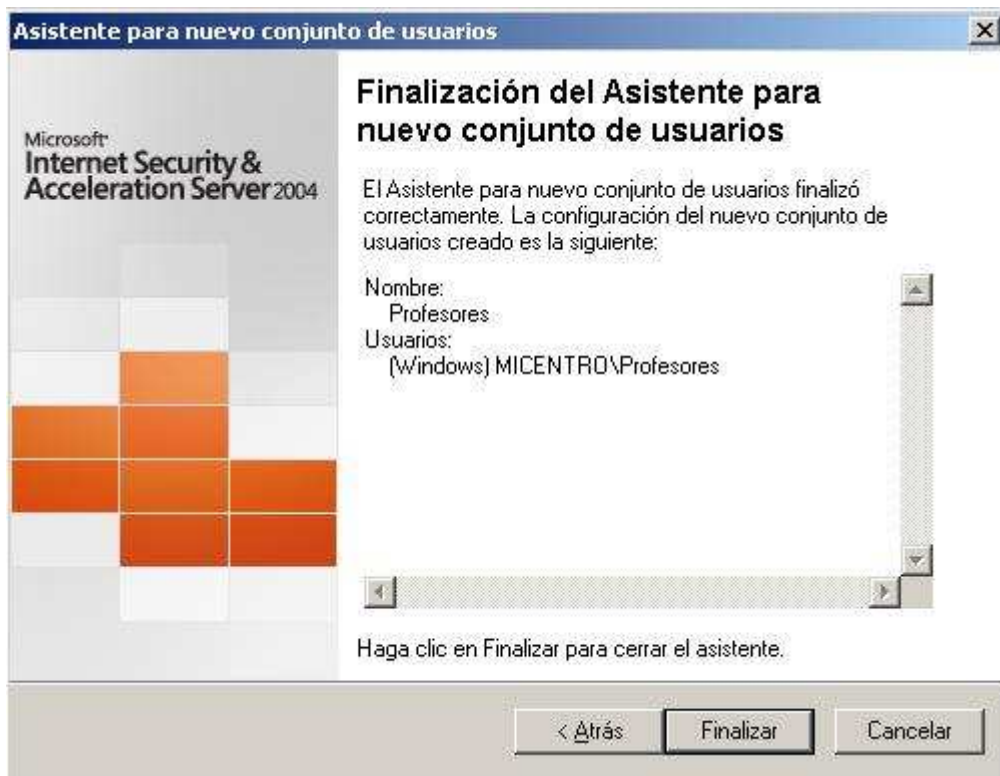 Asistente para nuevo conjunto de usuarios
Microsoft
Internet Security &
Acceleration Server 2004
Finalización del Asistente para
nuevo conjunto de usuarios
El Asistente para nuevo conjunto de usuarios finalizó
correctamente. La configuración del nuevo conjunto de
usuarios creado es la siguiente:
Nombre:
Profesores
Usuarios:
(Windows) MICENTRO\Profesores
Haga clic en Finalizar para cerrar el asistente.
< Atrás
Finalizar
Cancelar